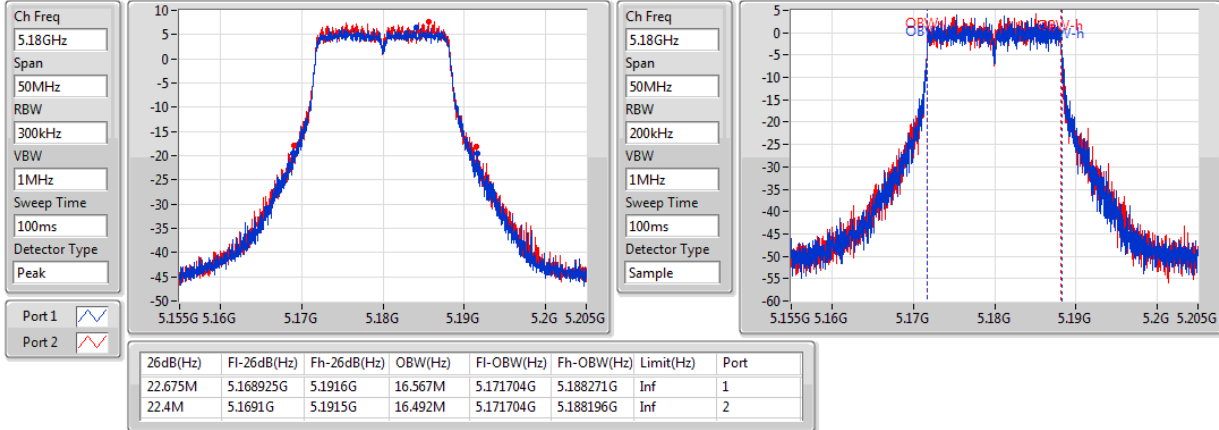 Ch Freq
5.18GHz
Span
50MHz
RBW
300kHz
VBW
1MHz
Sweep Time
100ms
Detector Type
Peak
Port 1
Port 2
10
5
0
-5
-10
-15
-20
-25
-30
-35
-40
-45
-50
5.155G 5.16G 5.17G 5.18G 5.19G 5.2G 5.205G
Ch Freq
5.18GHz
Span
50MHz
RBW
200kHz
VBW
1MHz
Sweep Time
100ms
Detector Type
Sample
5
0
-5
-10
-15
-20
-25
-30
-35
-40
-45
-50
-55
-60
5.155G 5.16G 5.17G 5.18G 5.19G 5.2G 5.205G
26dB(Hz) Fl-26dB(Hz) Fh-26dB(Hz) OBW(Hz) Fl-OBW(Hz) Fh-OBW(Hz) Limit(Hz) Port
22.675M 5.168925G 5.1916G 16.567M 5.171704G 5.188271G Inf 1
22.4M 5.1691G 5.1915G 16.492M 5.171704G 5.188196G Inf 2